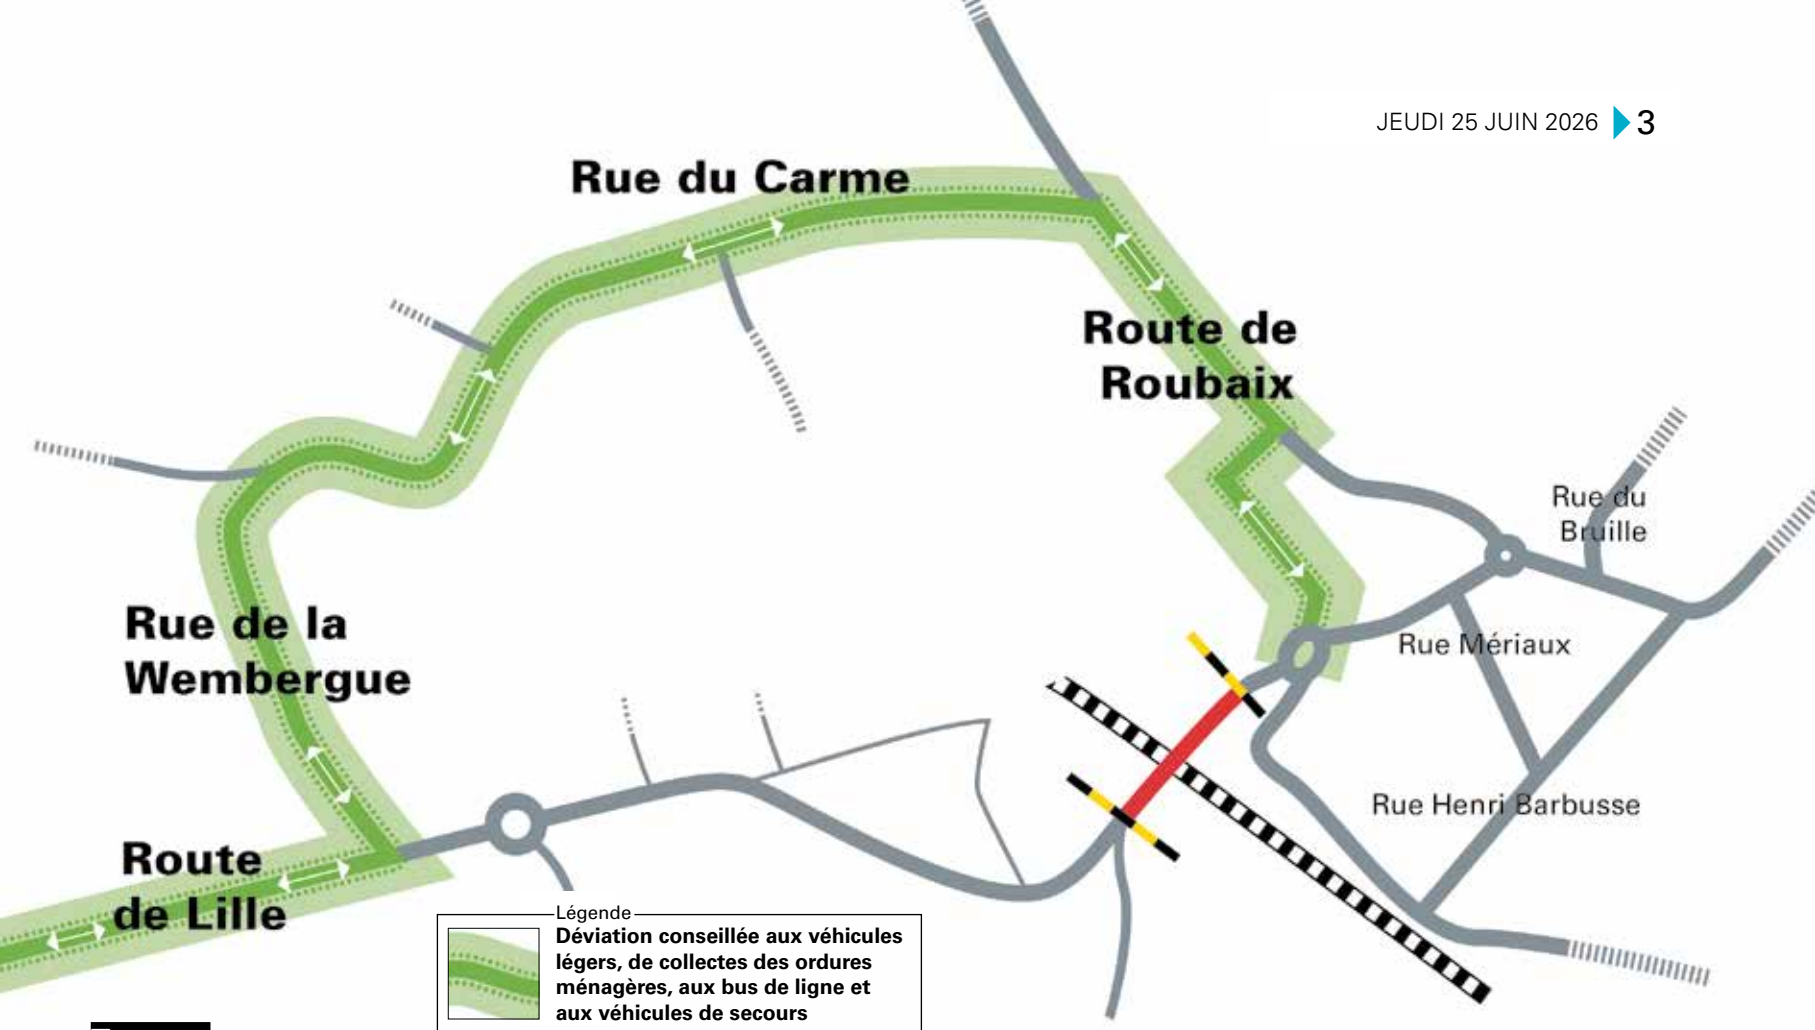 JEUDI 25 JUIN 2026 3
Rue du Carme
Route de
Roubaix
Rue du
Bruille
Rue de la
Wembergue
Rue Mériaux
Rue Henri Barbusse
Route
de Lille
Légende
Déviation conseillée aux véhicules
légers, de collectes des ordures
ménagères, aux bus de ligne et
aux véhicules de secours